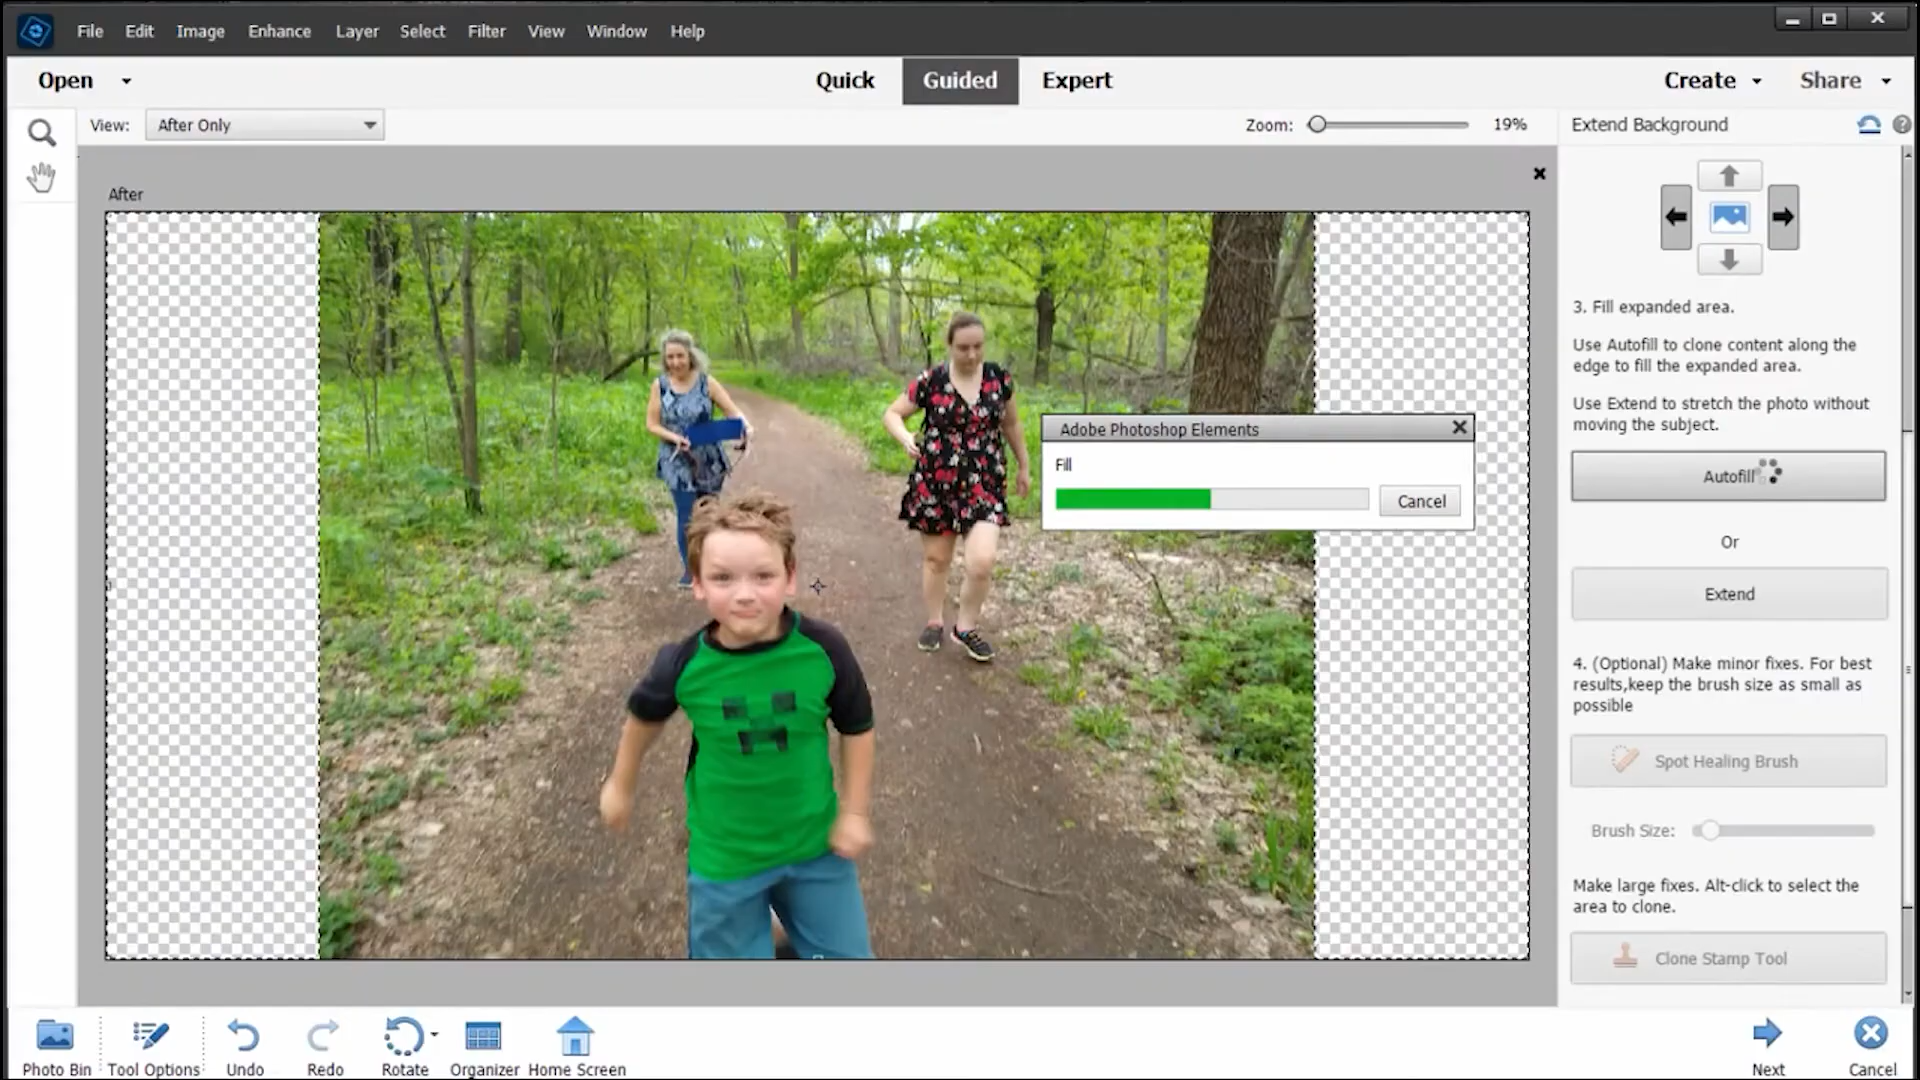 File Edit Image Enhance Layer Select Filter View Window Help
Open Quick Guided Expert Create Share
View: After Only Zoom: 19% Extend Background
After
3. Fill expanded area.
Use Autofill to clone content along the
edge to fill the expanded area.
Use Extend to stretch the photo without
moving the subject.
Adobe Photoshop Elements
Fill
Cancel
Autofill
Or
Extend
4. (Optional) Make minor fixes. For best
results,keep the brush size as small as
possible
Spot Healing Brush
Brush Size:
Make large fixes. Alt-click to select the
area to clone.
Clone Stamp Tool
Photo Bin Tool Options Undo Redo Rotate Organizer Home Screen Next Cancel